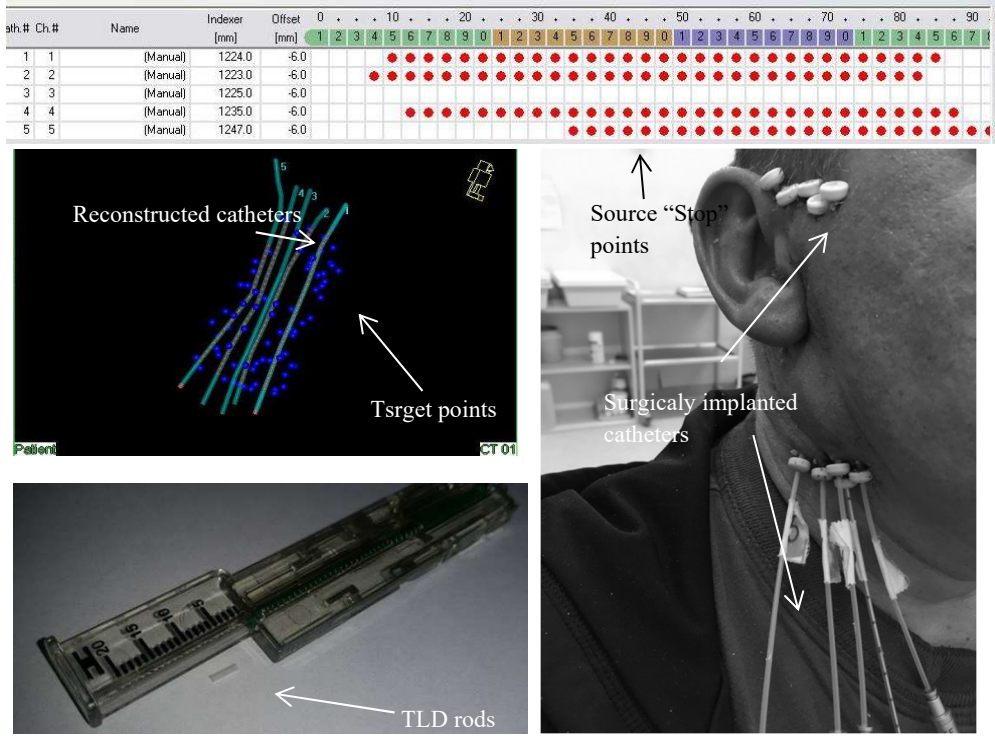 Indexer Offset 0 . . 10 . . 20 . . 30 . . 40 . . 50 . . 60 . . 70 . . 80 . . 90
ath.# Ch.# Name [mm] [mm] 1 2 3 4 5 6 7 8 9 0 1 2 3 4 5 6 7 8 9 0 1 2 3 4 5 6 7 8 9 0 1 2 3 4 5 6 7
1 1 (Manual) 1224.0 -6.0
2 2 (Manual) 1223.0 -6.0
3 3 (Manual) 1225.0 -6.0
4 4 (Manual) 1235.0 -6.0
5 5 (Manual) 1247.0 -6.0
5
4 3
2 1
Reconstructed catheters
Tsrget points
Patient CT 01
Source “Stop”
points
Surgicaly implanted
catheters
20 15 10 5
TLD rods